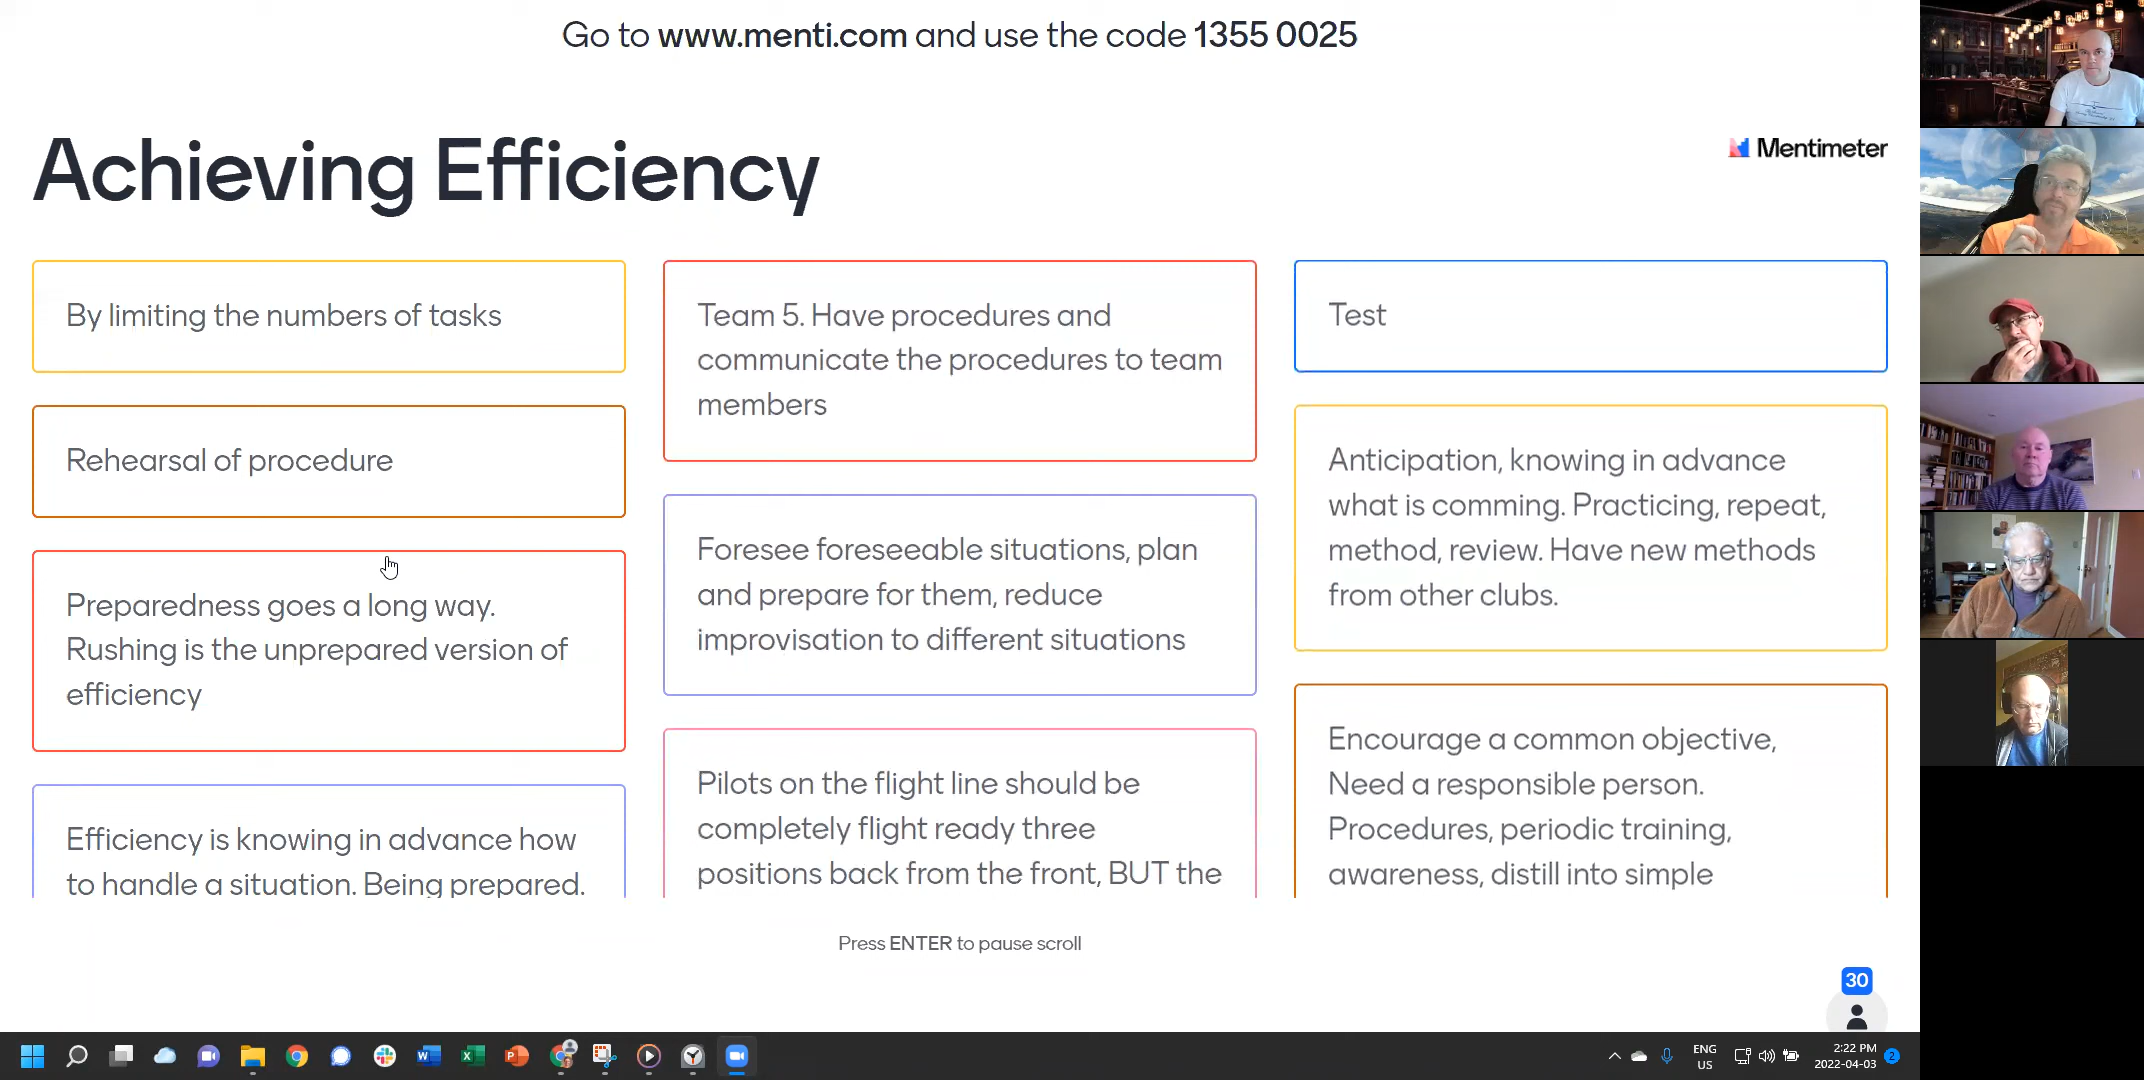 Go to www.menti.com and use the code 1355 0025
Achieving Efficiency
Mentimeter
By limiting the numbers of tasks
Rehearsal of procedure
Preparedness goes a long way.
Rushing is the unprepared version of
efficiency
Efficiency is knowing in advance how
to handle a situation. Being prepared.
Team 5. Have procedures and
communicate the procedures to team
members
Foresee foreseeable situations, plan
and prepare for them, reduce
improvisation to different situations
Pilots on the flight line should be
completely flight ready three
positions back from the front, BUT the
Test
Anticipation, knowing in advance
what is comming. Practicing, repeat,
method, review. Have new methods
from other clubs.
Encourage a common objective,
Need a responsible person.
Procedures, periodic training,
awareness, distill into simple
Press ENTER to pause scroll
30
ENG
US
2:22 PM
2022-04-03
2